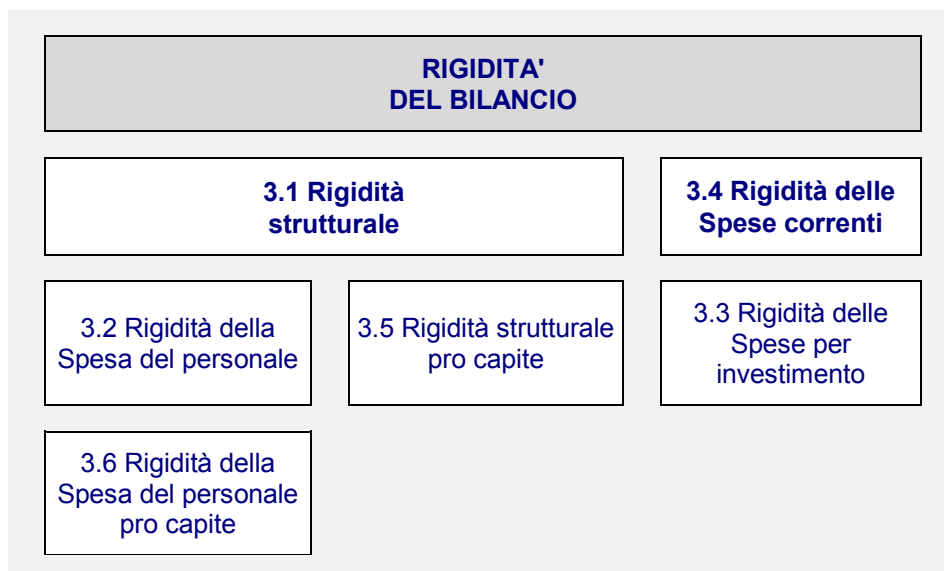 RIGIDITA'
DEL BILANCIO
3.1 Rigidità
strutturale
3.4 Rigidità delle
Spese correnti
3.2 Rigidità della
Spesa del personale
3.5 Rigidità strutturale
pro capite
3.3 Rigidità delle
Spese per
investimento
3.6 Rigidità della
Spesa del personale
pro capite